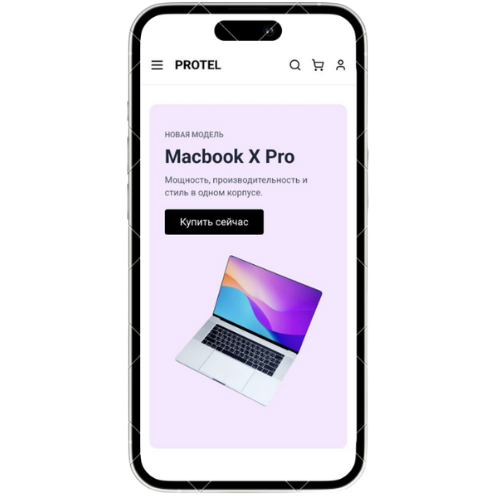 PROTEL
НОВАЯ МОДЕЛЬ
Macbook X Pro
Мощность, производительность и
стиль в одном корпусе.
Купить сейчас